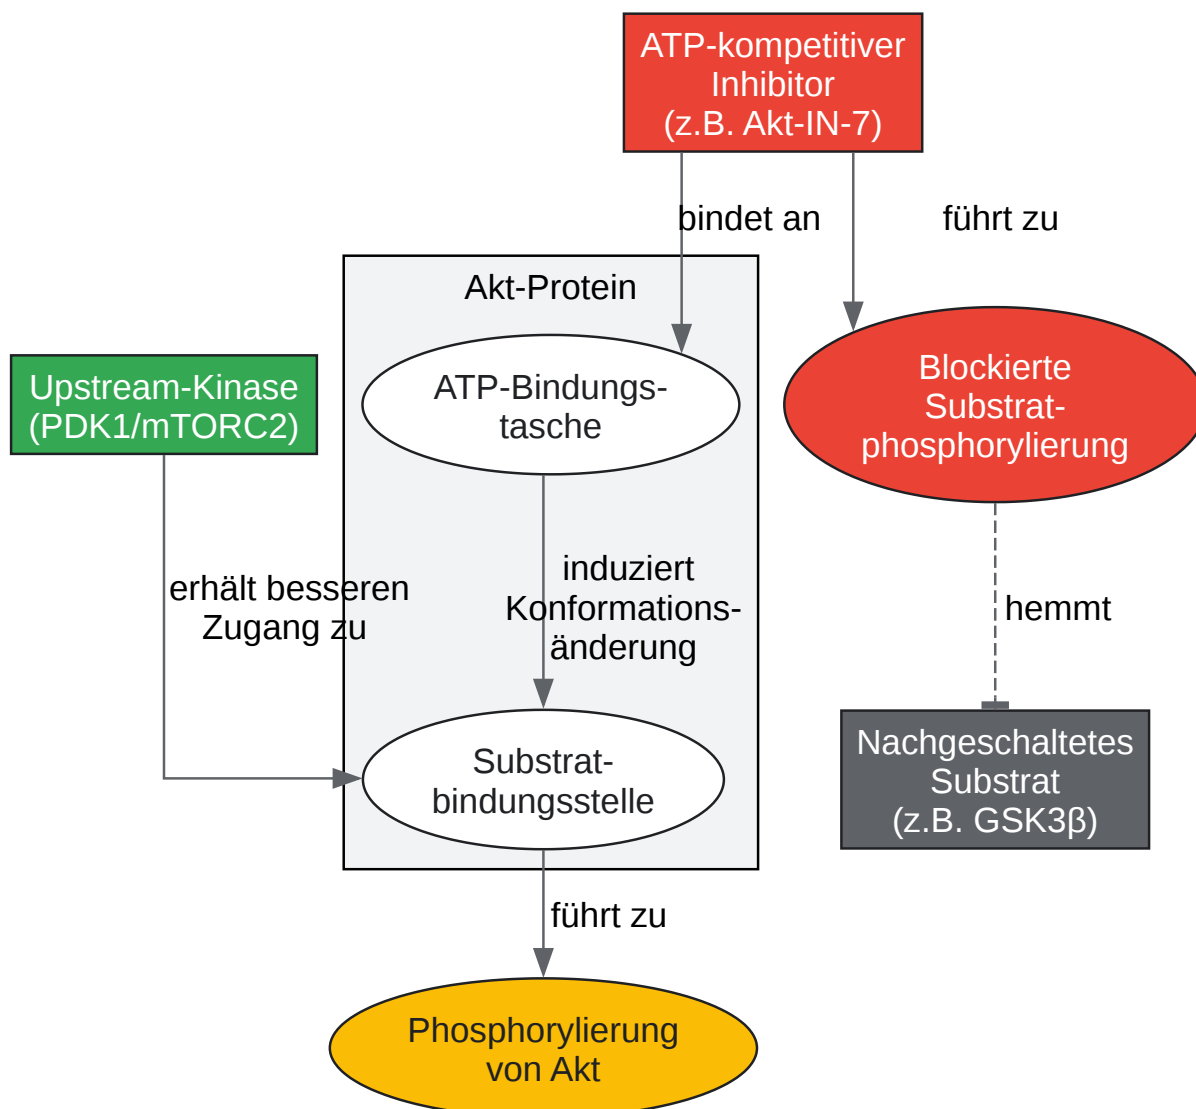 ATP-kompetitiver
Inhibitor
(z.B. Akt-IN-7)
bindet an
führt zu
Akt-Protein
ATP-Bindungs-
tasche
Upstream-Kinase
(PDK1/mTORC2)
Blockierte
Substrat-
phosphorylierung
erhält besseren
Zugang zu
induziert
Konformations-
änderung
hemmt
Substrat-
bindungsstelle
Nachgeschaltetes
Substrat
(z.B. GSK3β)
führt zu
Phosphorylierung
von Akt